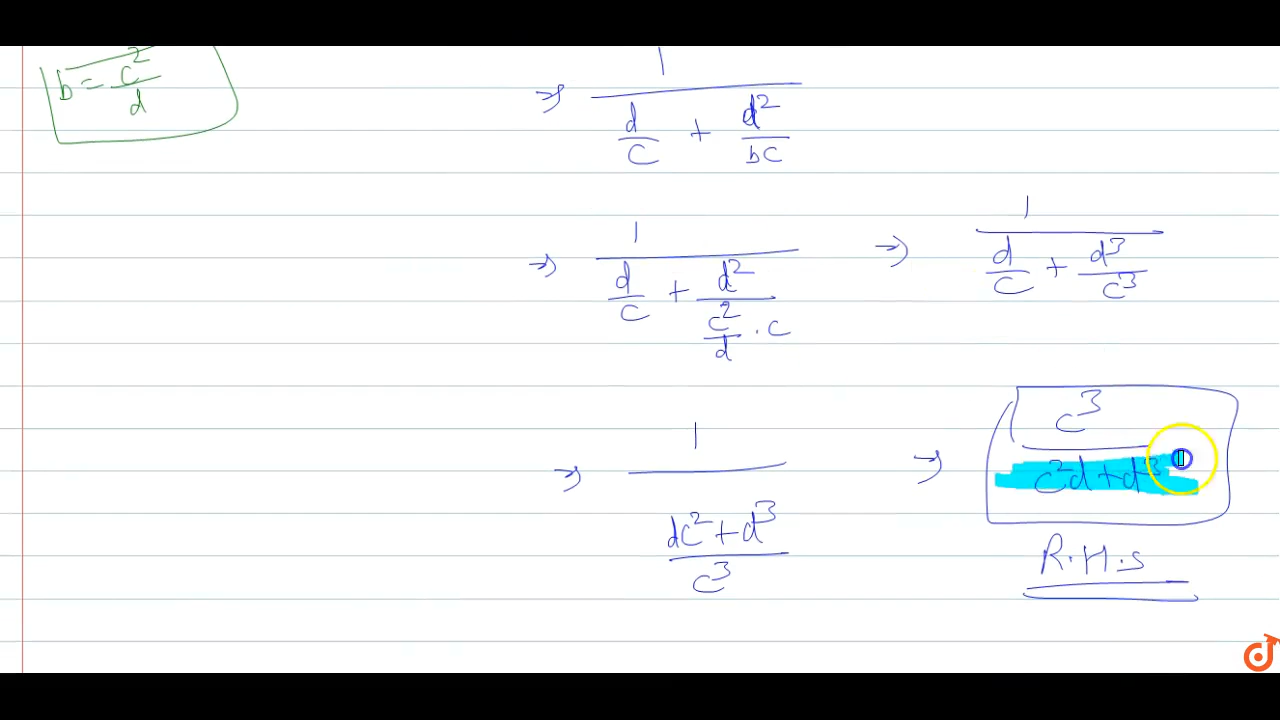 b = c²/d
⇒ 1/(d/c + d²/bc)
⇒ 1/(d/c + d²/(c²/d · c)) ⇒ 1/(d/c + d³/c³)
⇒ 1/((dc² + d³)/c³) ⇒ c³/(c²d + d³)
R.H.S